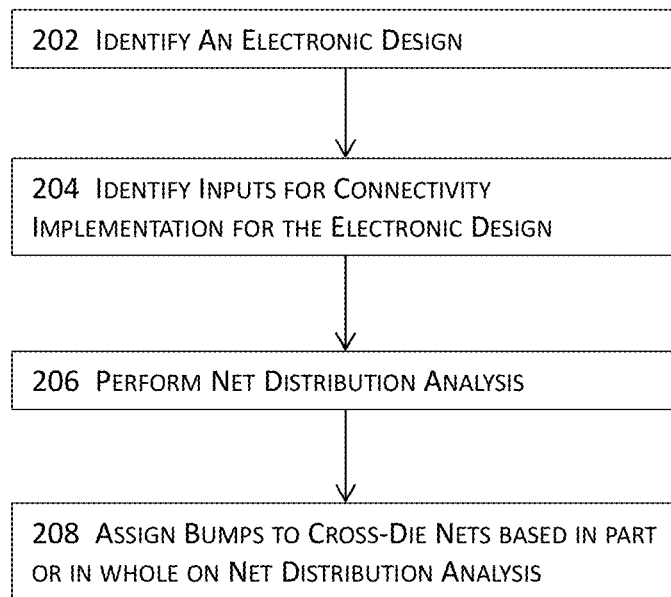 202 IDENTIFY AN ELECTRONIC DESIGN
204 IDENTIFY INPUTS FOR CONNECTIVITY
IMPLEMENTATION FOR THE ELECTRONIC DESIGN
206 PERFORM NET DISTRIBUTION ANALYSIS
208 ASSIGN BUMPS TO CROSS-DIE NETS BASED IN PART
OR IN WHOLE ON NET DISTRIBUTION ANALYSIS